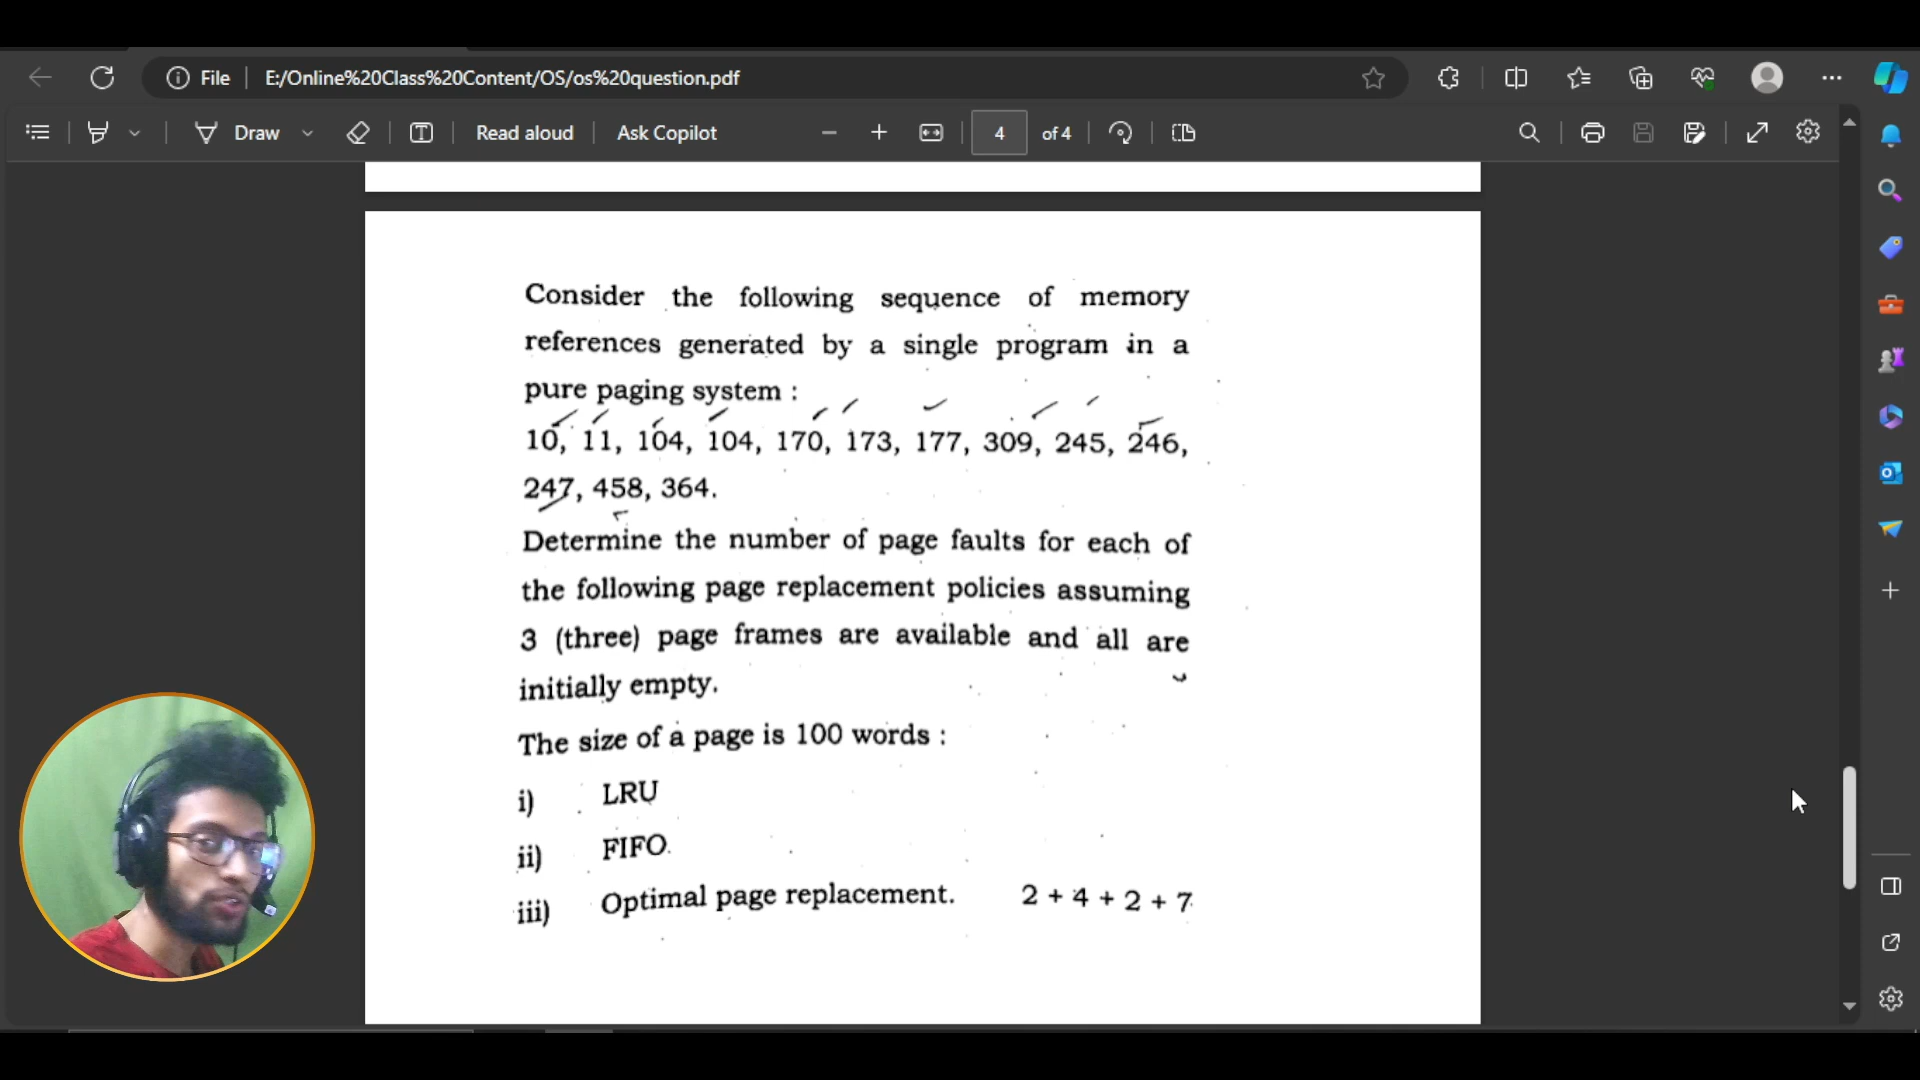 File E:/Online%20Class%20Content/OS/os%20question.pdf
Draw Read aloud Ask Copilot 4 of 4
Consider the following sequence of memory
references generated by a single program in a
pure paging system :
10, 11, 104, 104, 170, 173, 177, 309, 245, 246,
247, 458, 364.
Determine the number of page faults for each of
the following page replacement policies assuming
3 (three) page frames are available and all are
initially empty.
The size of a page is 100 words :
i) LRU
ii) FIFO
iii) Optimal page replacement. 2 + 4 + 2 + 7